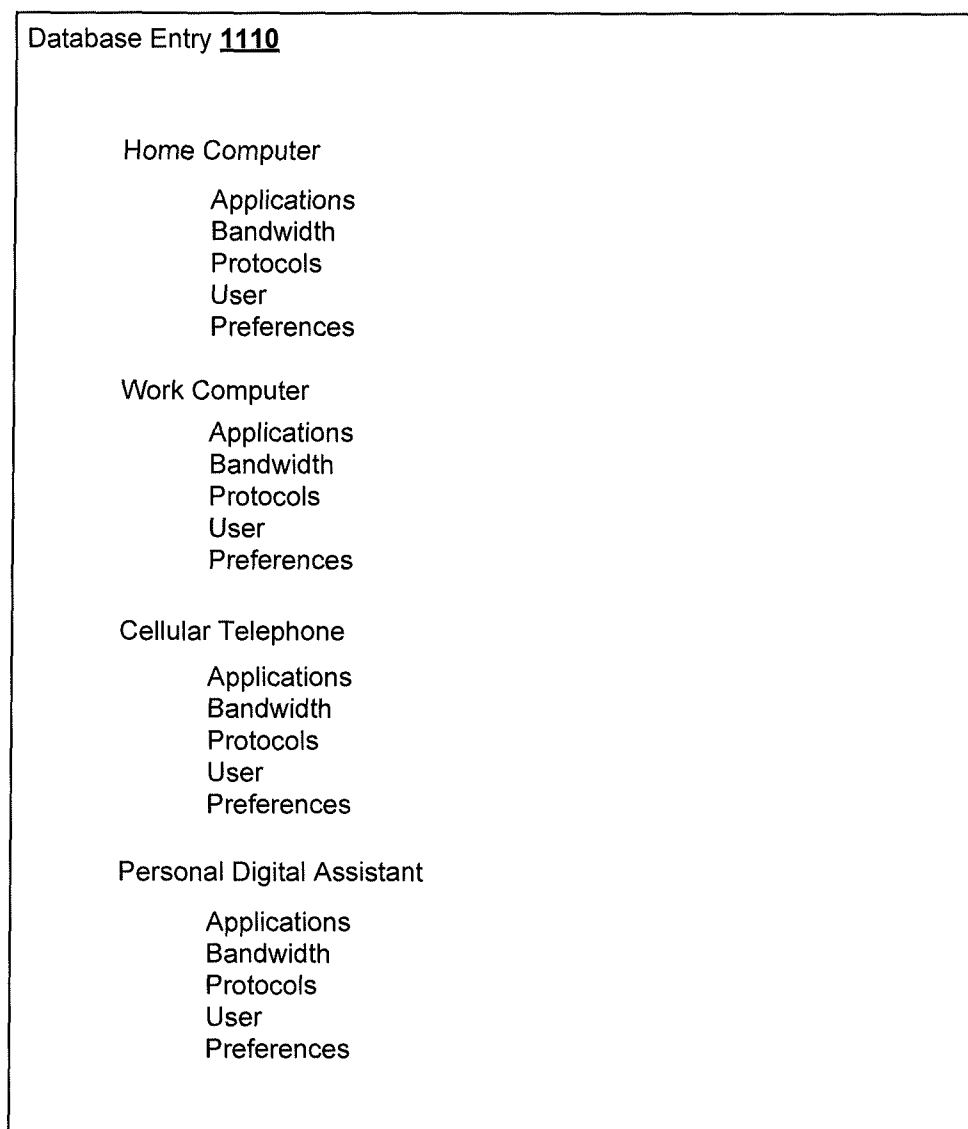 Database Entry 1110
Home Computer
Applications
Bandwidth
Protocols
User
Preferences
Work Computer
Applications
Bandwidth
Protocols
User
Preferences
Cellular Telephone
Applications
Bandwidth
Protocols
User
Preferences
Personal Digital Assistant
Applications
Bandwidth
Protocols
User
Preferences